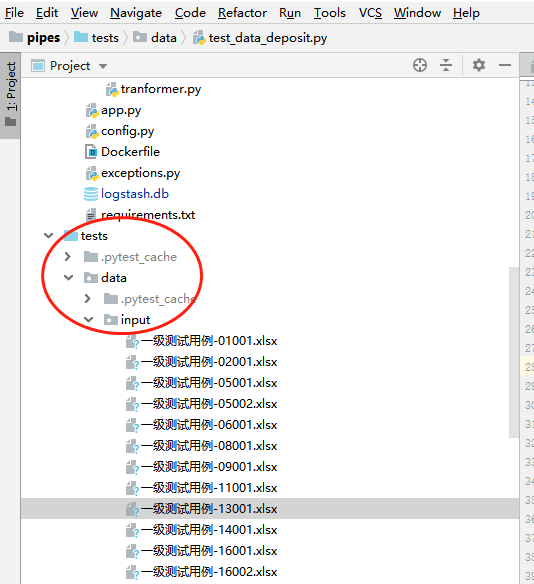 File Edit View Navigate Code Refactor Run Tools VCS Window Help
pipes tests data test_data_deposit.py
1: Project
Project
tranformer.py
app.py
config.py
Dockerfile
exceptions.py
logstash.db
requirements.txt
tests
.pytest_cache
data
.pytest_cache
input
一级测试用例-01001.xlsx
一级测试用例-02001.xlsx
一级测试用例-05001.xlsx
一级测试用例-05002.xlsx
一级测试用例-06001.xlsx
一级测试用例-08001.xlsx
一级测试用例-09001.xlsx
一级测试用例-11001.xlsx
一级测试用例-13001.xlsx
一级测试用例-14001.xlsx
一级测试用例-16001.xlsx
一级测试用例-16002.xlsx